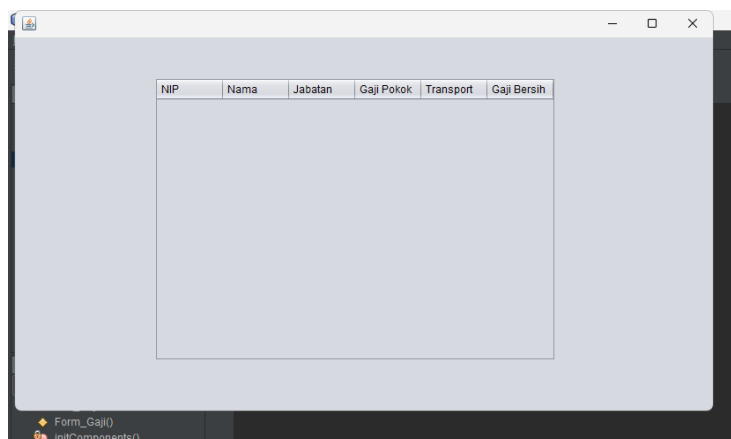 NIP Nama Jabatan Gaji Pokok Transport Gaji Bersih
Form_Gaji()
initComponents()